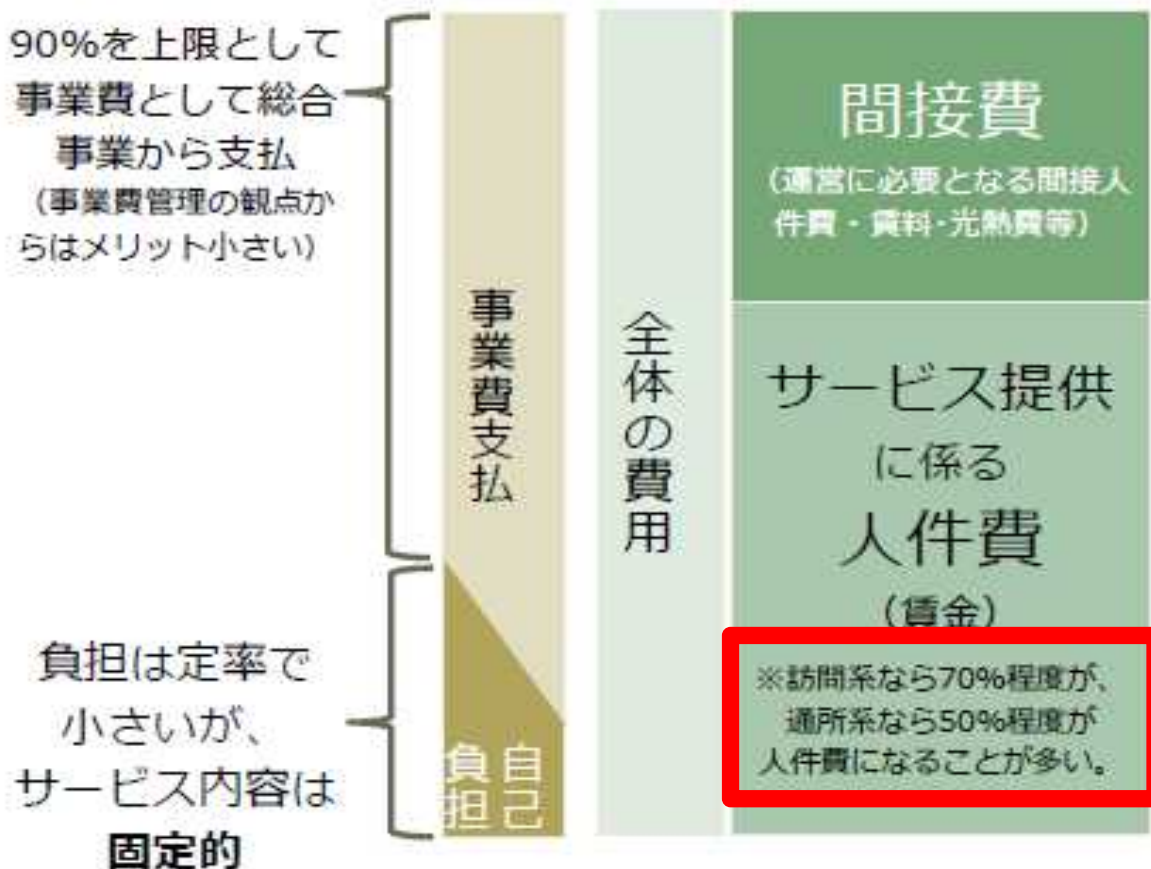 90%を上限として
事業費として総合
事業から支払
（事業費管理の観点か
らはメリット小さい）
負担は定率で
小さいが、
サービス内容は
固定的
事業費支払
自己
負担
全体の費用
間接費
（運営に必要となる間接人
件費・賃料・光熱費等）
サービス提供
に係る
人件費
（賃金）
※訪問系なら70%程度が、
通所系なら50%程度が
人件費になることが多い。